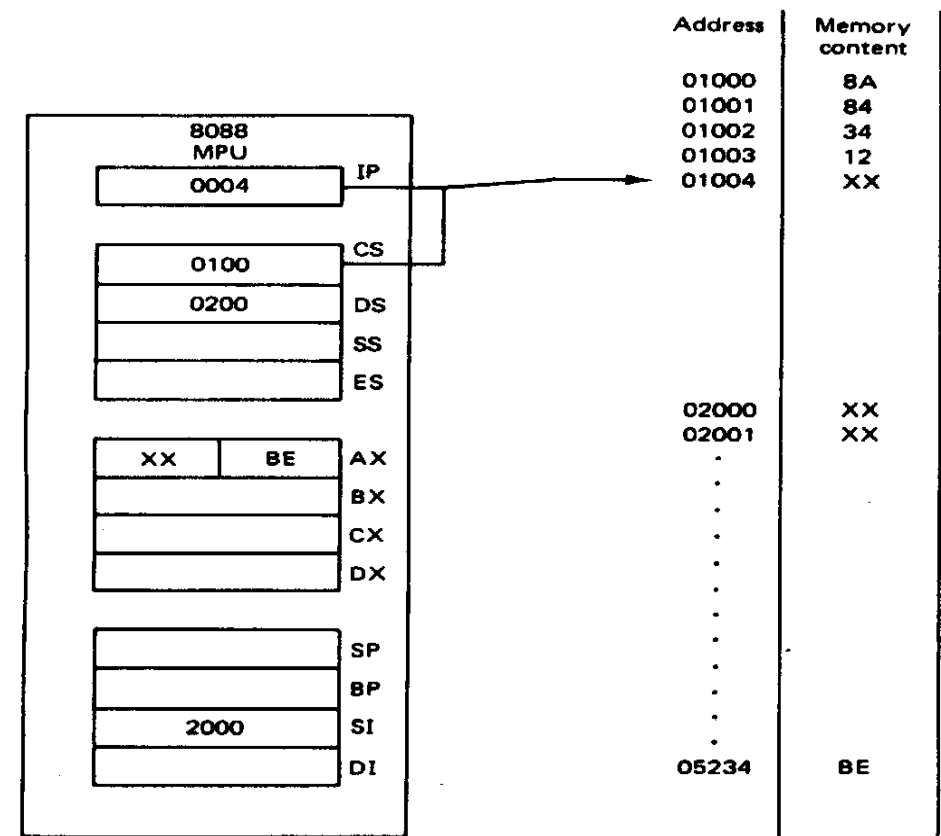 Address Memory
content
01000 8A
01001 84
8088 01002 34
MPU 01003 12
0004 IP 01004 XX
0100 CS
0200 DS
SS
ES
02000 XX
02001 XX
XX BE AX
BX
CX
DX
SP
BP
2000 SI
DI 05234 BE